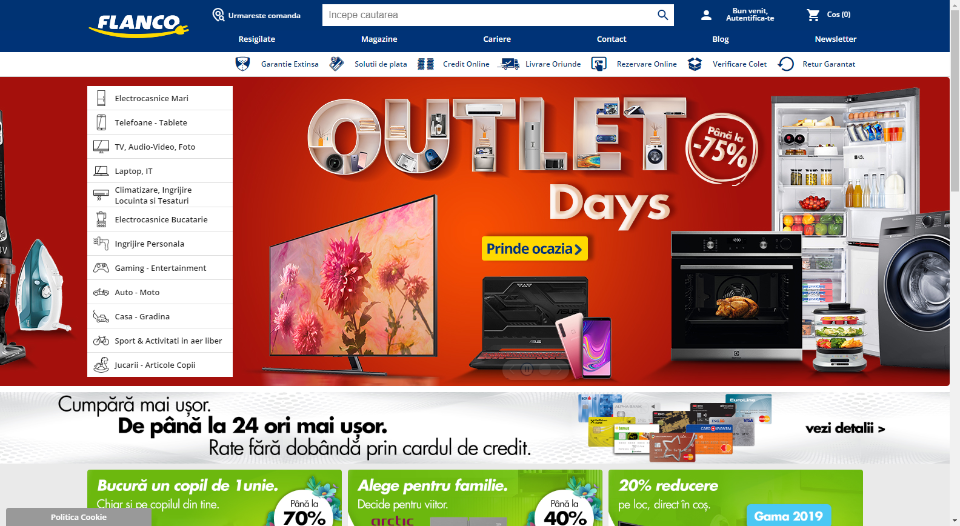 FLANCO
Urmareste comanda
Incepe cautarea
Bun venit,
Autentifica-te
Cos (0)
Resigilate
Magazine
Cariere
Contact
Blog
Newsletter
Garantie Extinsa
Solutii de plata
Credit Online
Livrare Oriunde
Rezervare Online
Verificare Colet
Retur Garantat
Electrocasnice Mari
Telefoane - Tablete
TV, Audio-Video, Foto
Laptop, IT
Climatizare, Ingrijire
Locuinta si Tesaturi
Electrocasnice Bucatarie
Ingrijire Personala
Gaming - Entertainment
Auto - Moto
Casa - Gradina
Sport & Activitati in aer liber
Jucarii - Articole Copii
OUTLET
Days
Până la
-75%
Prinde ocazia
Cumpără mai ușor.
De până la 24 ori mai ușor.
Rate fără dobândă prin cardul de credit.
vezi detalii >
Bucură un copil de 1unie.
Chiar și pe copilul din tine.
Până la
70%
Alege pentru familie.
Decide pentru viitor.
arctic
Până la
40%
20% reducere
pe loc, direct în coș.
Gama 2019
Politica Cookie